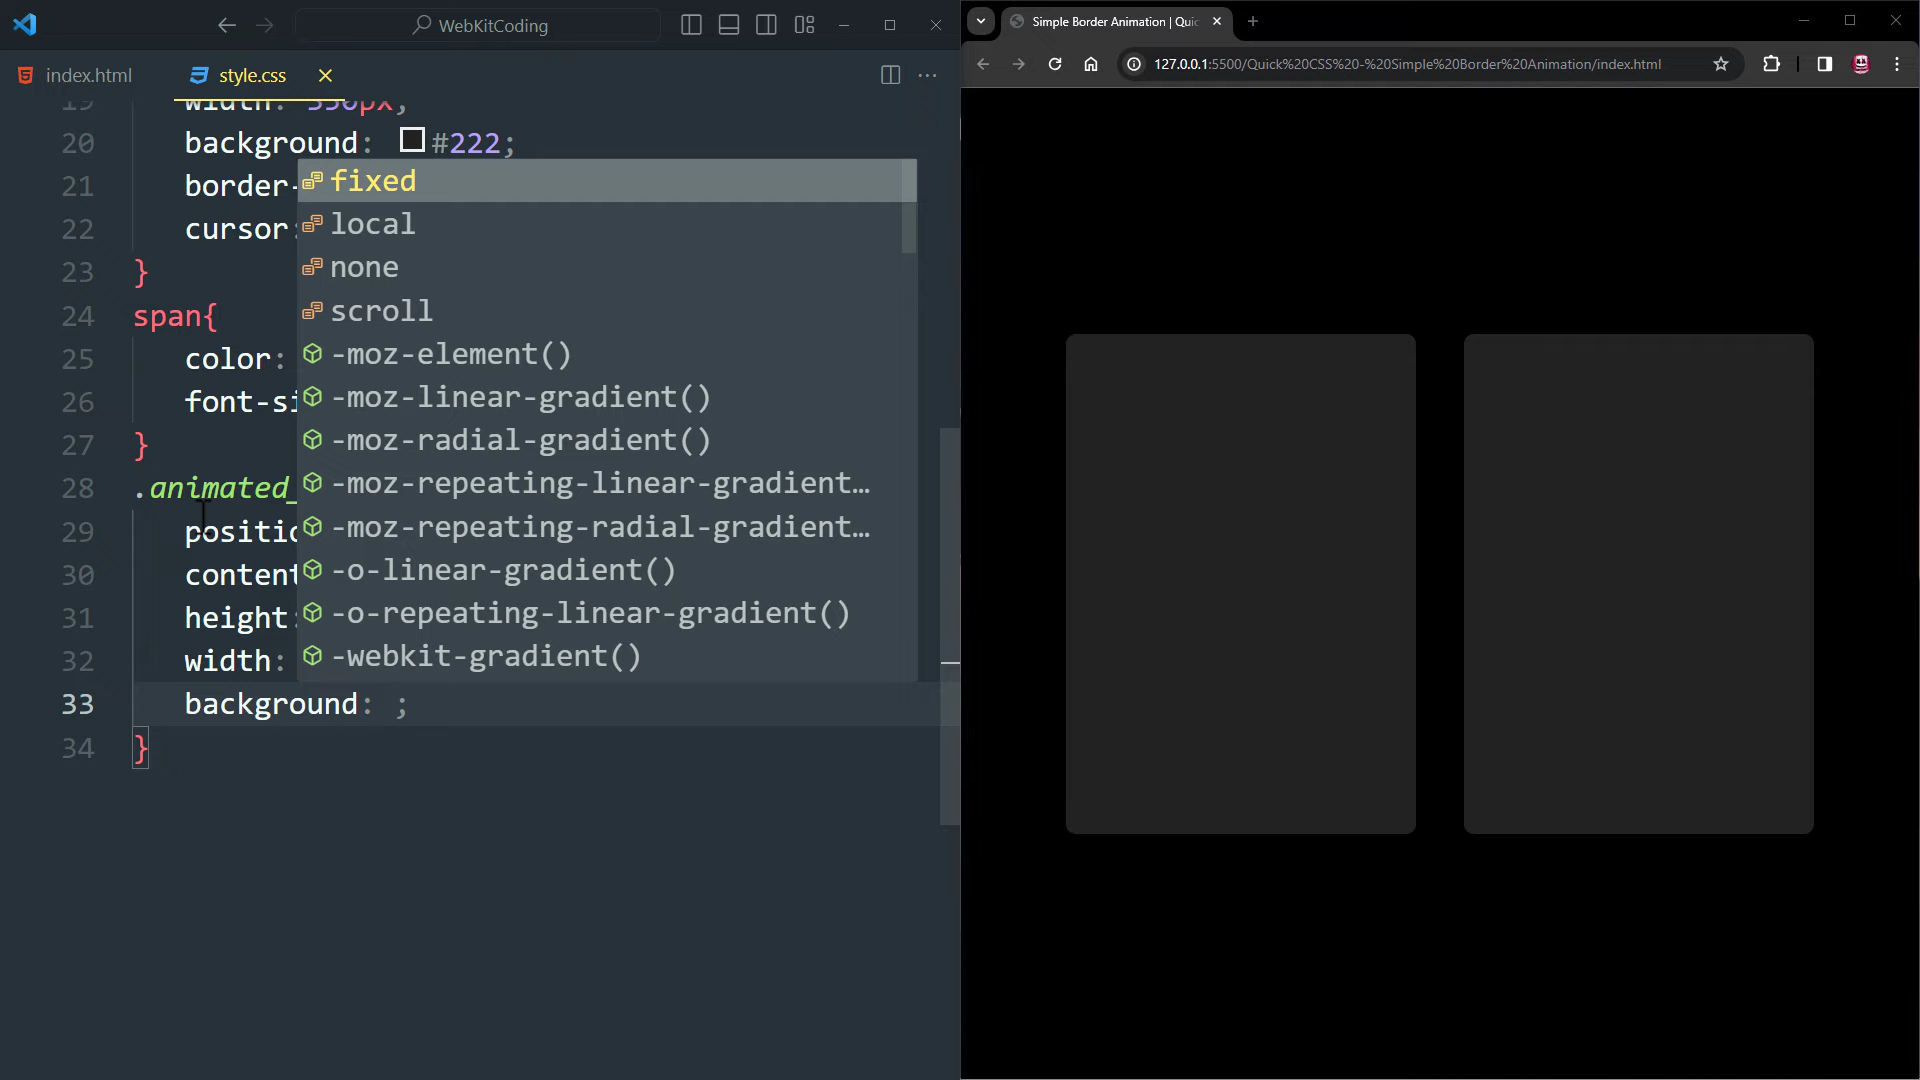 WebKitCoding
index.html
style.css
19 width: 350px;
20 background: #222;
21 border-
22 cursor:
23 }
24 span{
25 color:
26 font-si
27 }
28 .animated_
29 positio
30 content
31 height:
32 width:
33 background: ;
34 }
fixed
local
none
scroll
-moz-element()
-moz-linear-gradient()
-moz-radial-gradient()
-moz-repeating-linear-gradient…
-moz-repeating-radial-gradient…
-o-linear-gradient()
-o-repeating-linear-gradient()
-webkit-gradient()
Simple Border Animation | Quic
127.0.0.1:5500/Quick%20CSS%20-%20Simple%20Border%20Animation/index.html